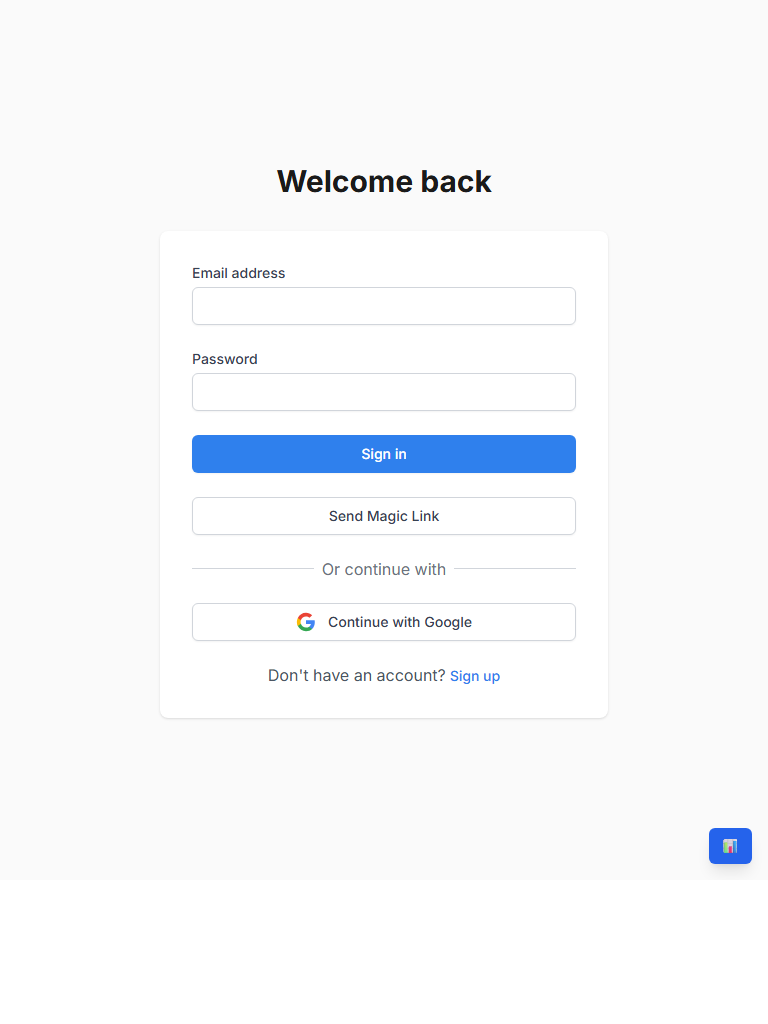 Welcome back
Email address
Password
Sign in
Send Magic Link
Or continue with
Continue with Google
Don't have an account? Sign up